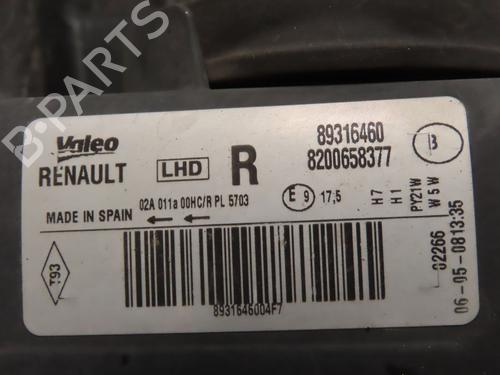 Valeo
RENAULT
LHD
R
89316460
8200658377
B
02A 011a 00HC/R PL 5703
E 9 17,5
H7
H1
PY21W
W5W
MADE IN SPAIN
02266
06-05-0813:35
T93
8931646004F7
B-PARTS